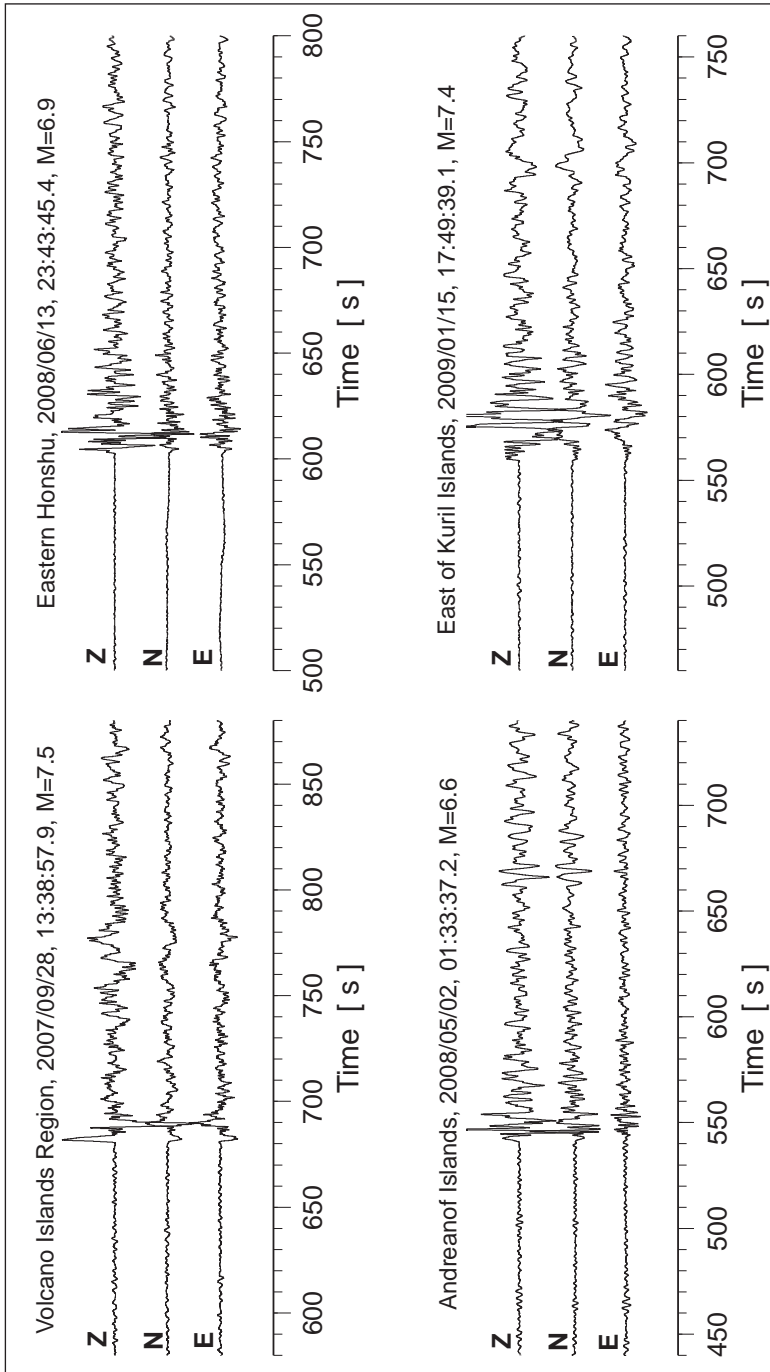 Volcano Islands Region, 2007/09/28, 13:38:57.9, M=7.5
Z
N
E
600 650 700 750 800 850
Time [ s ]
Eastern Honshu, 2008/06/13, 23:43:45.4, M=6.9
Z
N
E
500 550 600 650 700 750 800
Time [ s ]
Andreanof Islands, 2008/05/02, 01:33:37.2, M=6.6
Z
N
E
450 500 550 600 650 700
Time [ s ]
East of Kuril Islands, 2009/01/15, 17:49:39.1, M=7.4
Z
N
E
500 550 600 650 700 750
Time [ s ]